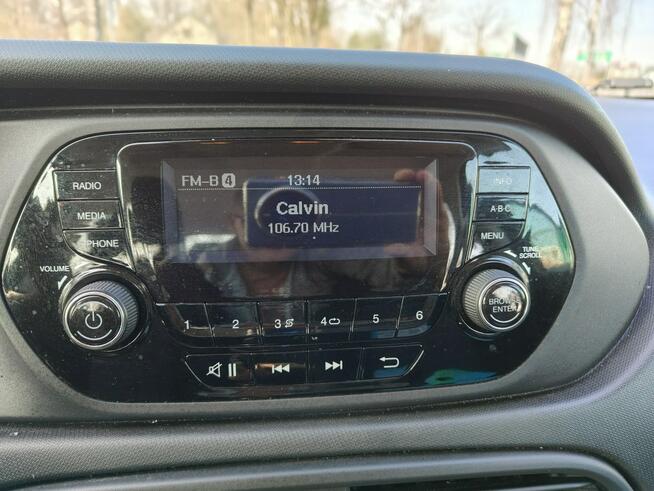 FM-B 4 13:14
Calvin
106.70 MHz
RADIO
MEDIA
PHONE
VOLUME
INFO
A-B-C
MENU
TUNE
SCROLL
BROWSE
ENTER
1 2 3 4 5 6